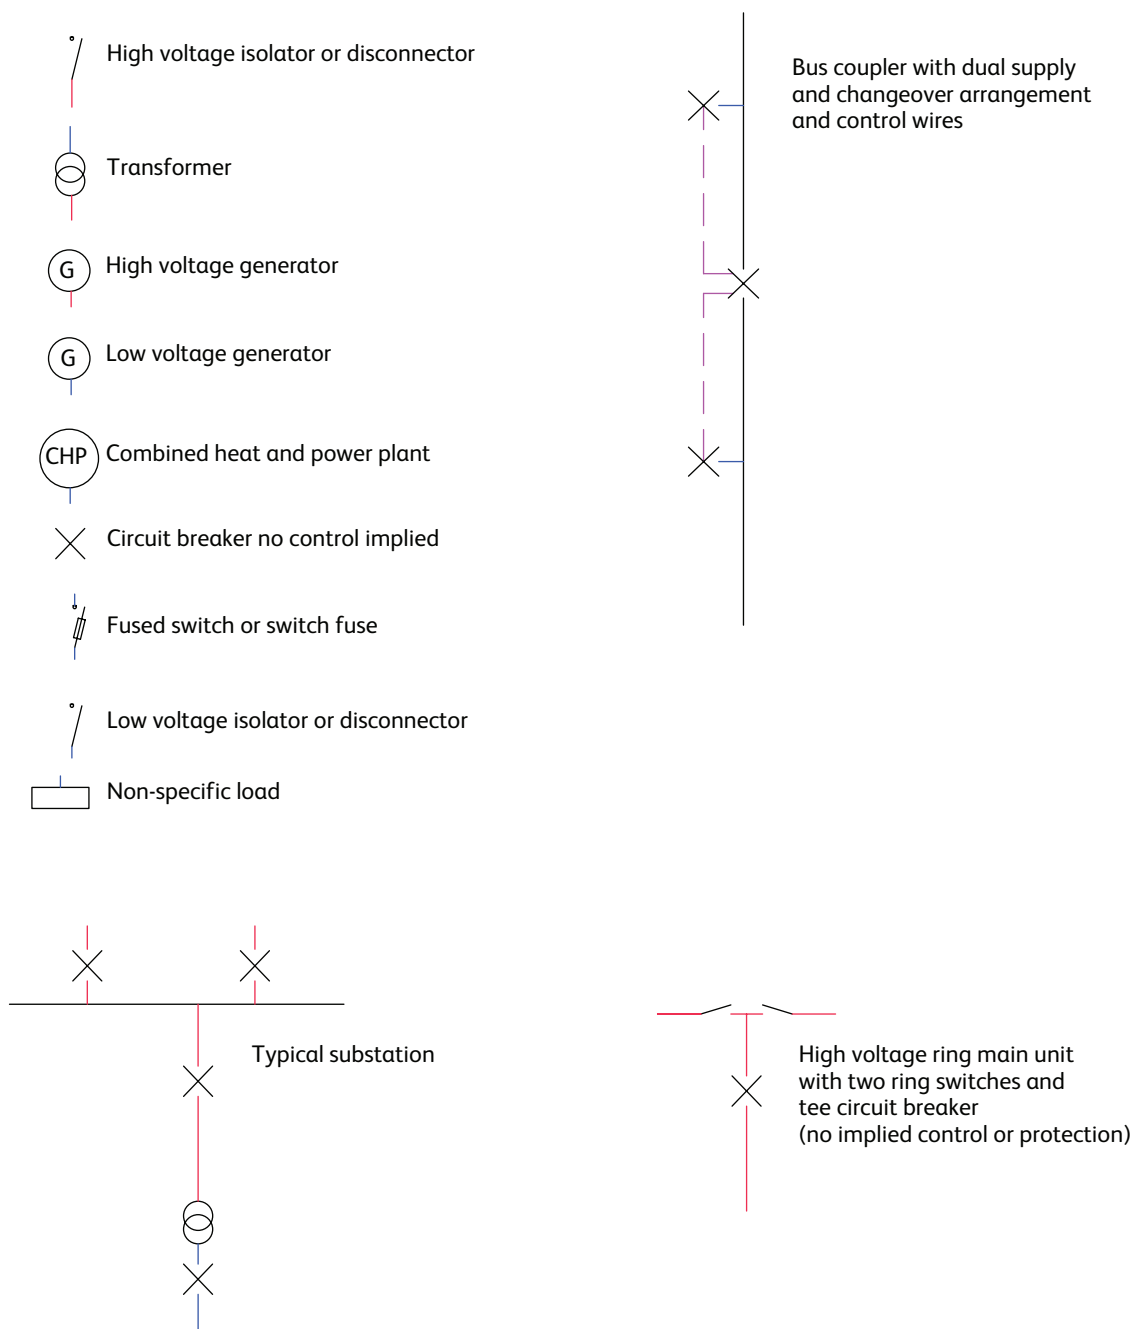 High voltage isolator or disconnector
Transformer
G
High voltage generator
G
Low voltage generator
CHP
Combined heat and power plant
Circuit breaker no control implied
Fused switch or switch fuse
Low voltage isolator or disconnector
Non-specific load
Bus coupler with dual supply
and changeover arrangement
and control wires
Typical substation
High voltage ring main unit
with two ring switches and
tee circuit breaker
(no implied control or protection)